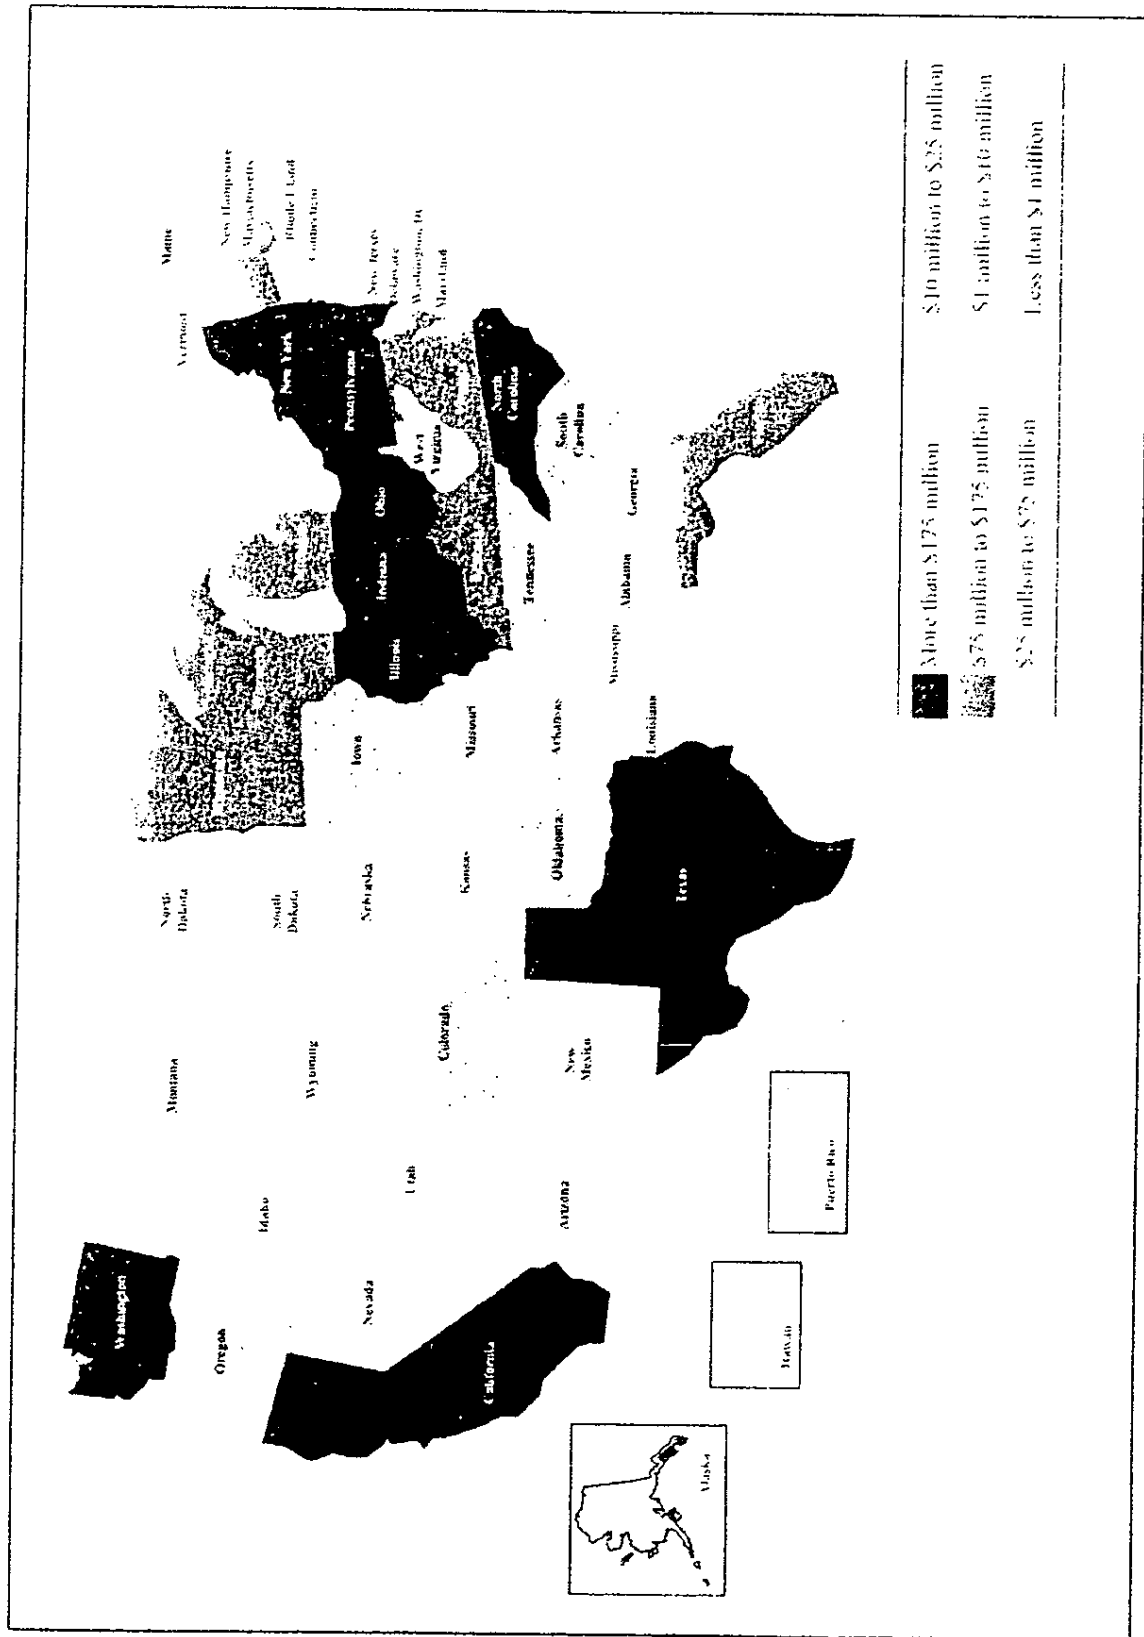 Washington
Oregon
California
Nevada
Idaho
Montana
Wyoming
Utah
Arizona
Colorado
New
Mexico
North
Dakota
South
Dakota
Nebraska
Kansas
Oklahoma
Texas
Iowa
Missouri
Arkansas
Louisiana
Illinois
Indiana
Ohio
Tennessee
Mississippi
Alabama
Georgia
South
Carolina
North
Carolina
West
Virginia
Pennsylvania
New York
Vermont
Maine
New Hampshire
Massachusetts
Rhode Island
Connecticut
New Jersey
Delaware
Washington, DC
Maryland
Alaska
Hawaii
Puerto Rico
More than $175 million
$75 million to $175 million
$25 million to $75 million
$10 million to $25 million
$1 million to $10 million
Less than $1 million